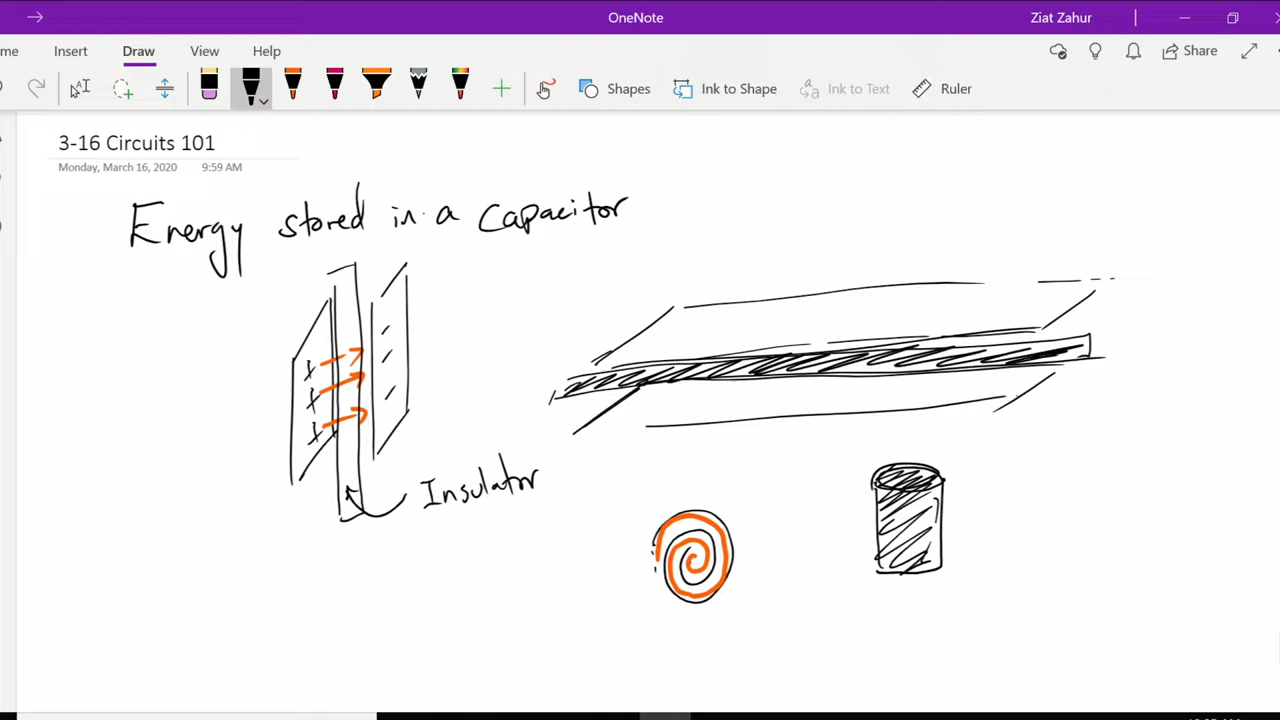 OneNote
Ziat Zahur
Insert Draw View Help
Share
Shapes Ink to Shape Ink to Text Ruler
3-16 Circuits 101
Monday, March 16, 2020 9:59 AM
Energy stored in a Capacitor
+ -
+ -
+ -
Insulator